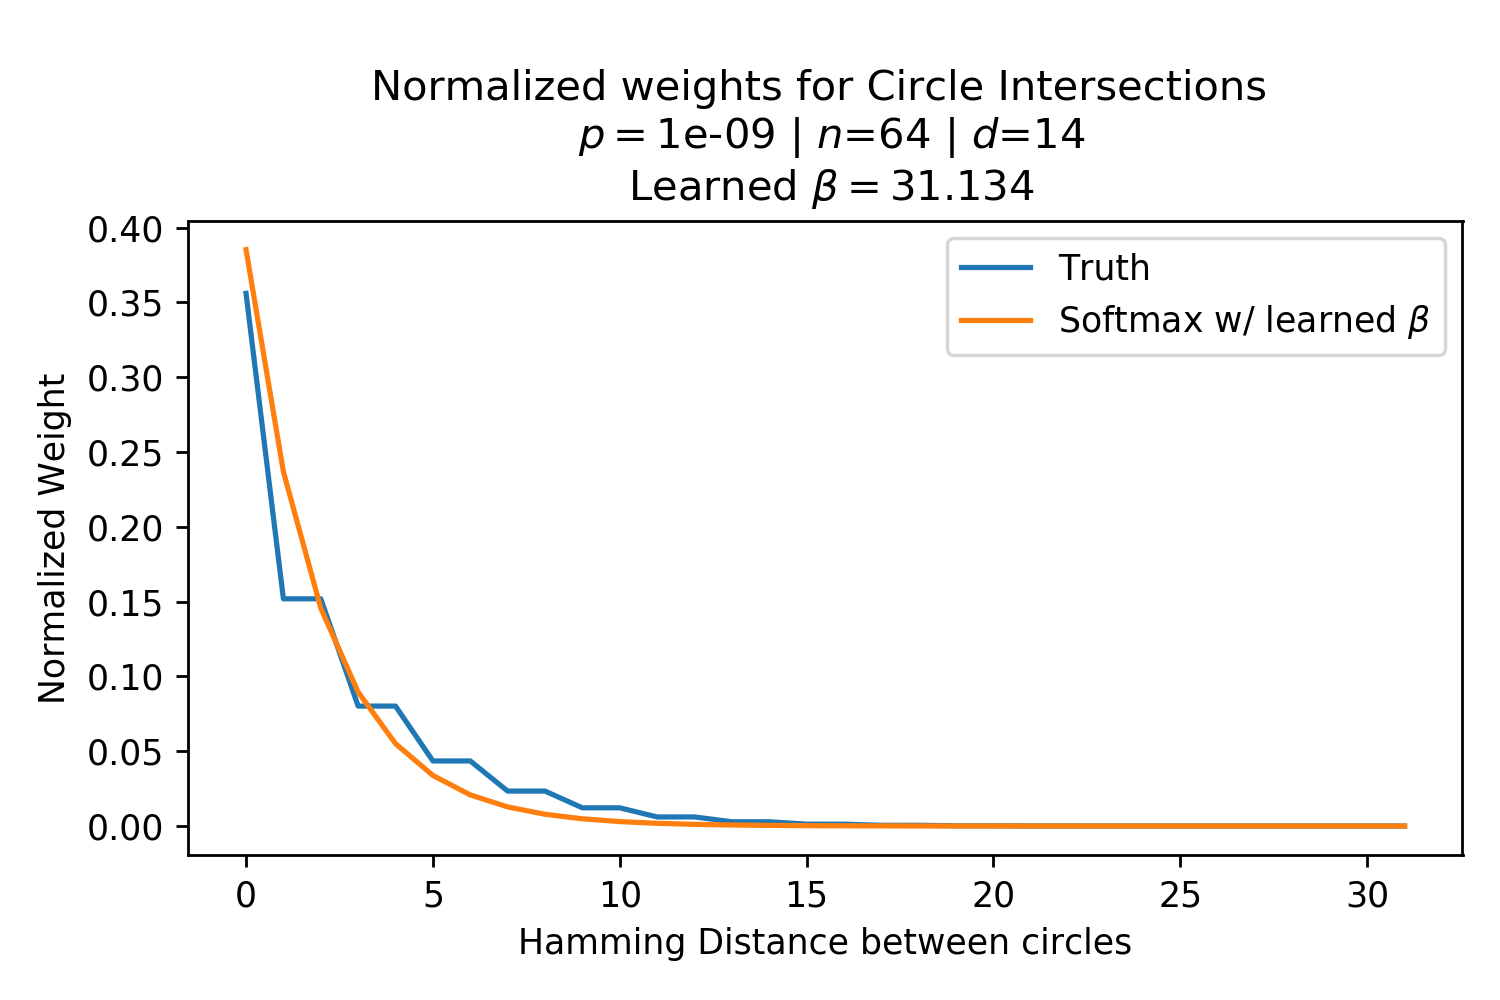 Normalized weights for Circle Intersections
p = 1e-09 | n=64 | d=14
Learned β = 31.134
0.40
0.35
0.30
0.25
0.20
0.15
0.10
0.05
0.00
Normalized Weight
Truth
Softmax w/ learned β
0 5 10 15 20 25 30
Hamming Distance between circles